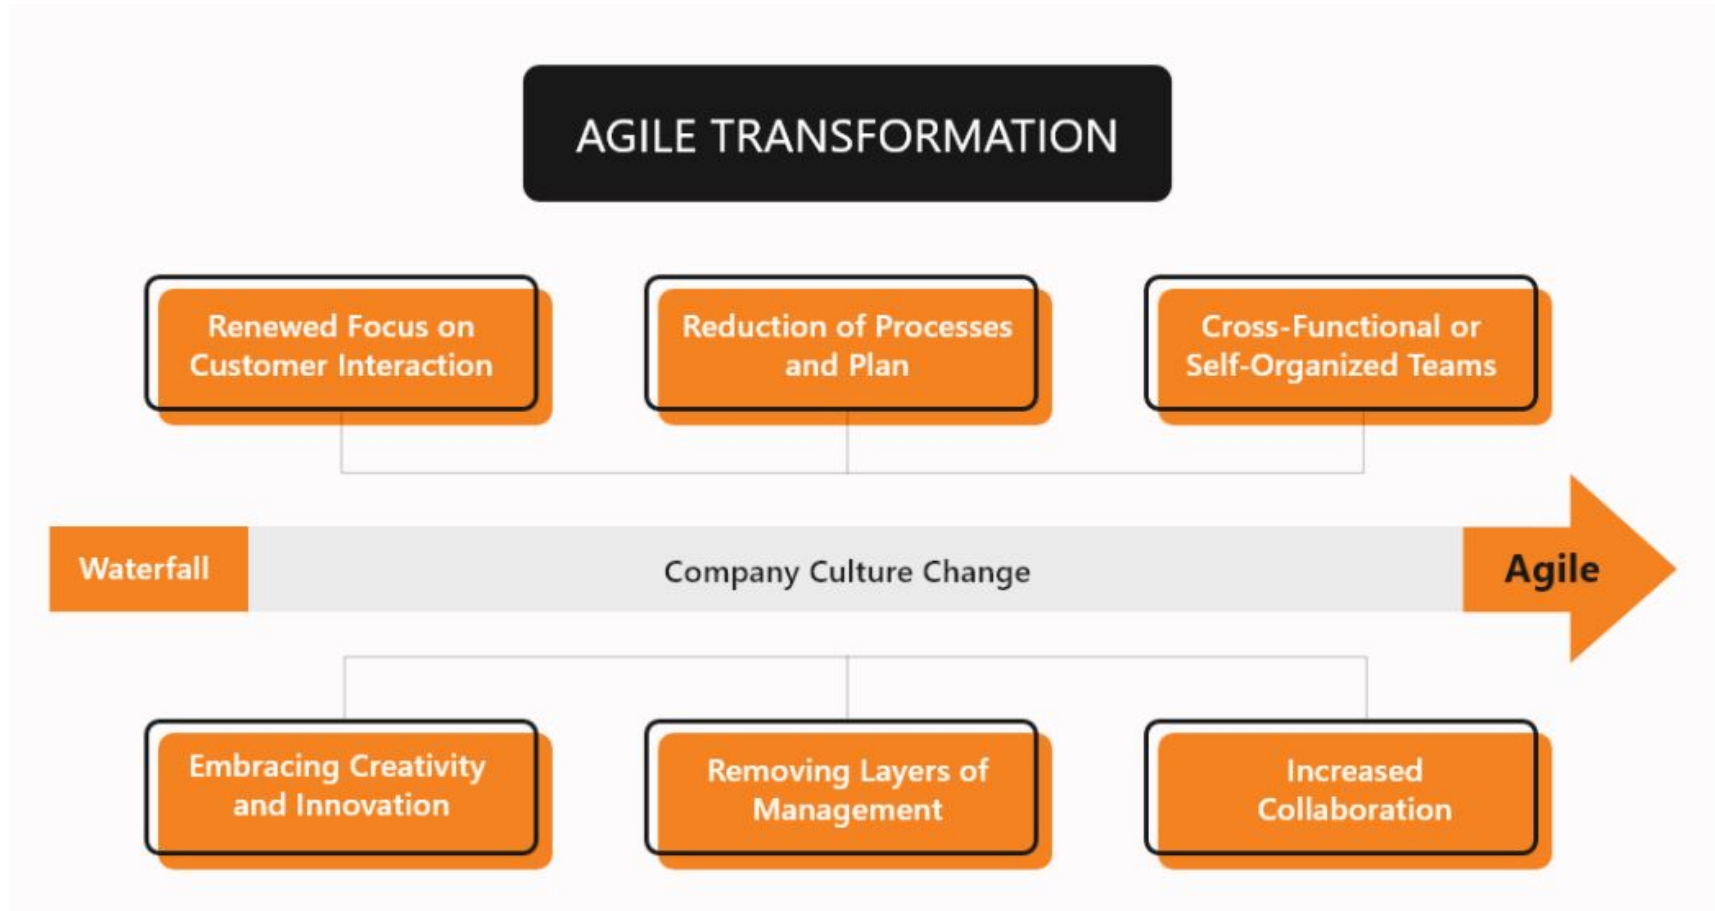 AGILE TRANSFORMATION
Renewed Focus on
Customer Interaction
Reduction of Processes
and Plan
Cross-Functional or
Self-Organized Teams
Waterfall
Company Culture Change
Agile
Embracing Creativity
and Innovation
Removing Layers of
Management
Increased
Collaboration